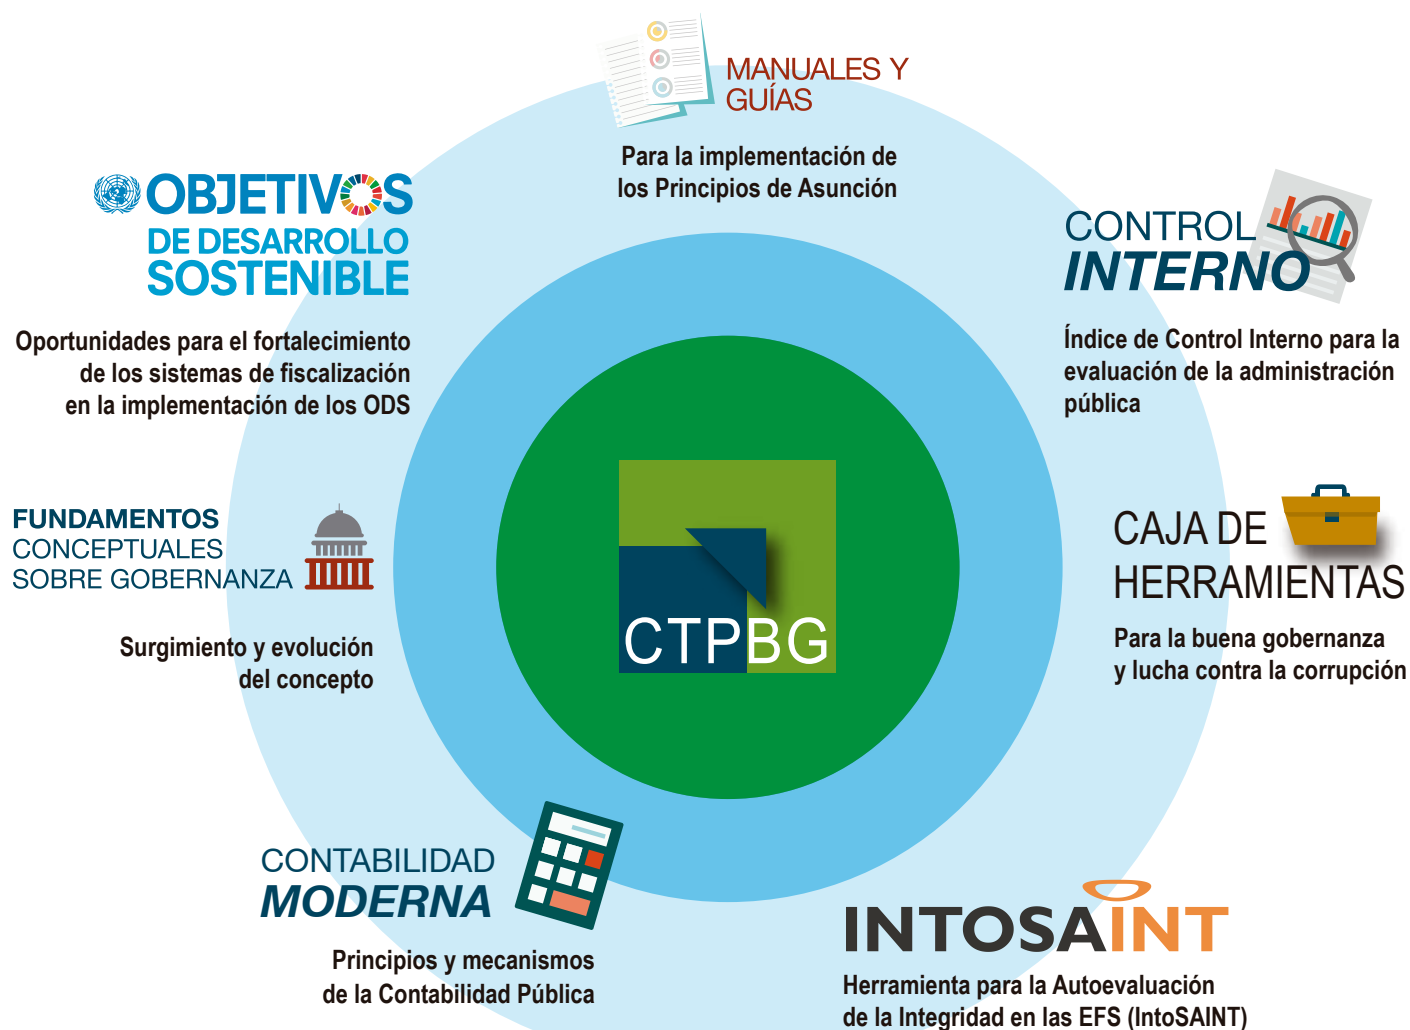 MANUALES Y
GUÍAS
Para la implementación de
los Principios de Asunción
OBJETIVOS
DE DESARROLLO
SOSTENIBLE
Oportunidades para el fortalecimiento
de los sistemas de fiscalización
en la implementación de los ODS
CONTROL
INTERNO
Índice de Control Interno para la
evaluación de la administración
pública
FUNDAMENTOS
CONCEPTUALES
SOBRE GOBERNANZA
Surgimiento y evolución
del concepto
CTPBG
CAJA DE
HERRAMIENTAS
Para la buena gobernanza
y lucha contra la corrupción
CONTABILIDAD
MODERNA
Principios y mecanismos
de la Contabilidad Pública
INTOSAINT
Herramienta para la Autoevaluación
de la Integridad en las EFS (IntoSAINT)